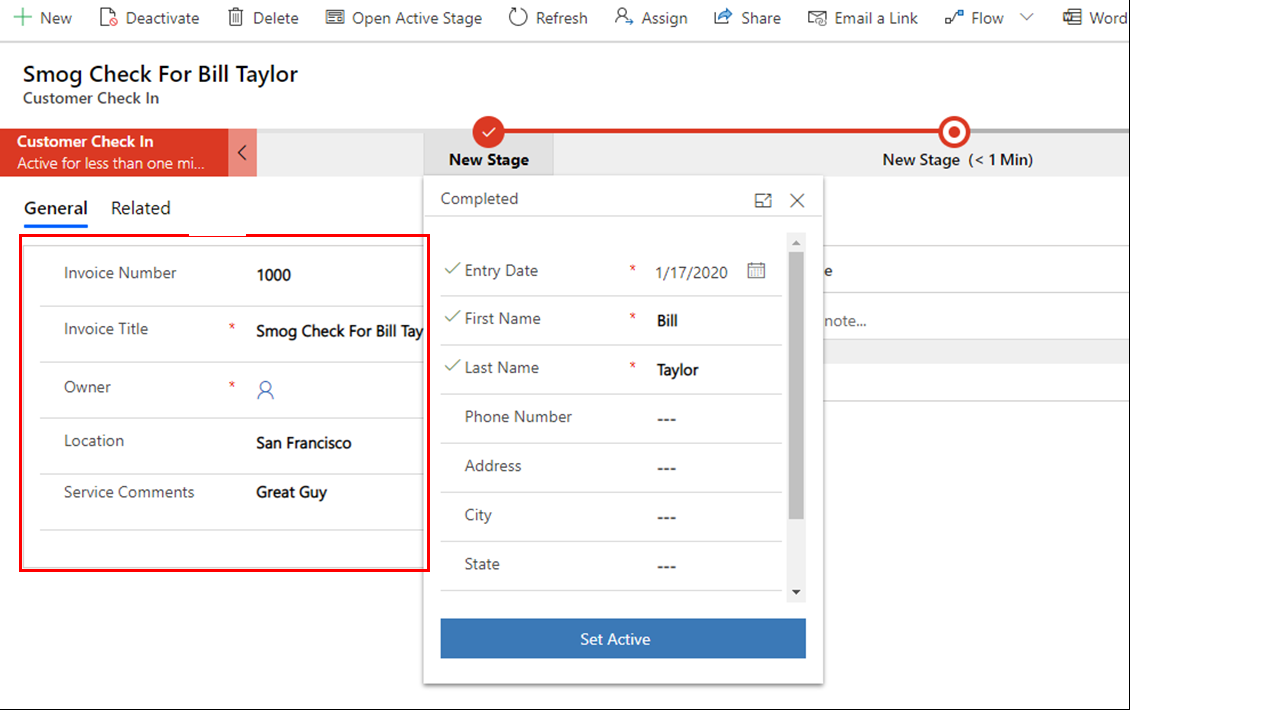 New Deactivate Delete Open Active Stage Refresh Assign Share Email a Link Flow Word
Smog Check For Bill Taylor
Customer Check In
Customer Check In
Active for less than one mi...
New Stage
New Stage (< 1 Min)
General Related
Invoice Number 1000
Invoice Title * Smog Check For Bill Tay
Owner *
Location San Francisco
Service Comments Great Guy
Completed
Entry Date * 1/17/2020
First Name * Bill
Last Name * Taylor
Phone Number ---
Address ---
City ---
State ---
Set Active
e
note...